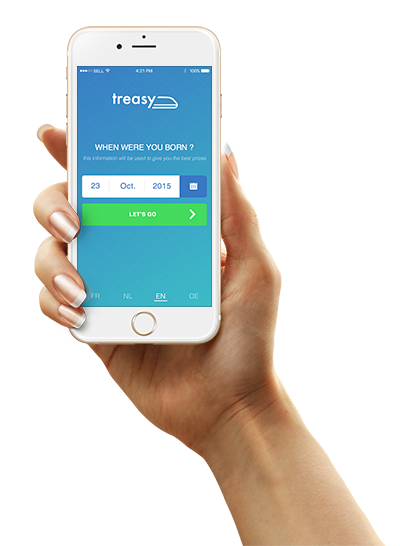 BELL 4:21 PM 100%
treasy
WHEN WERE YOU BORN ?
this information will be used to give you the best prices
23 Oct. 2015
LET'S GO
FR NL EN DE